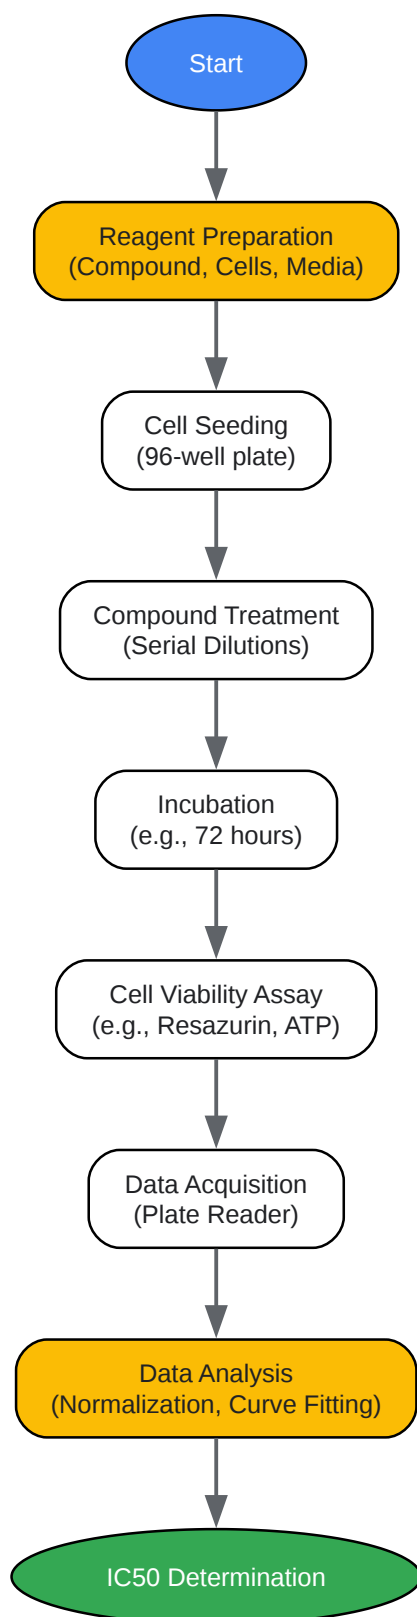 Start
Reagent Preparation
(Compound, Cells, Media)
Cell Seeding
(96-well plate)
Compound Treatment
(Serial Dilutions)
Incubation
(e.g., 72 hours)
Cell Viability Assay
(e.g., Resazurin, ATP)
Data Acquisition
(Plate Reader)
Data Analysis
(Normalization, Curve Fitting)
IC50 Determination